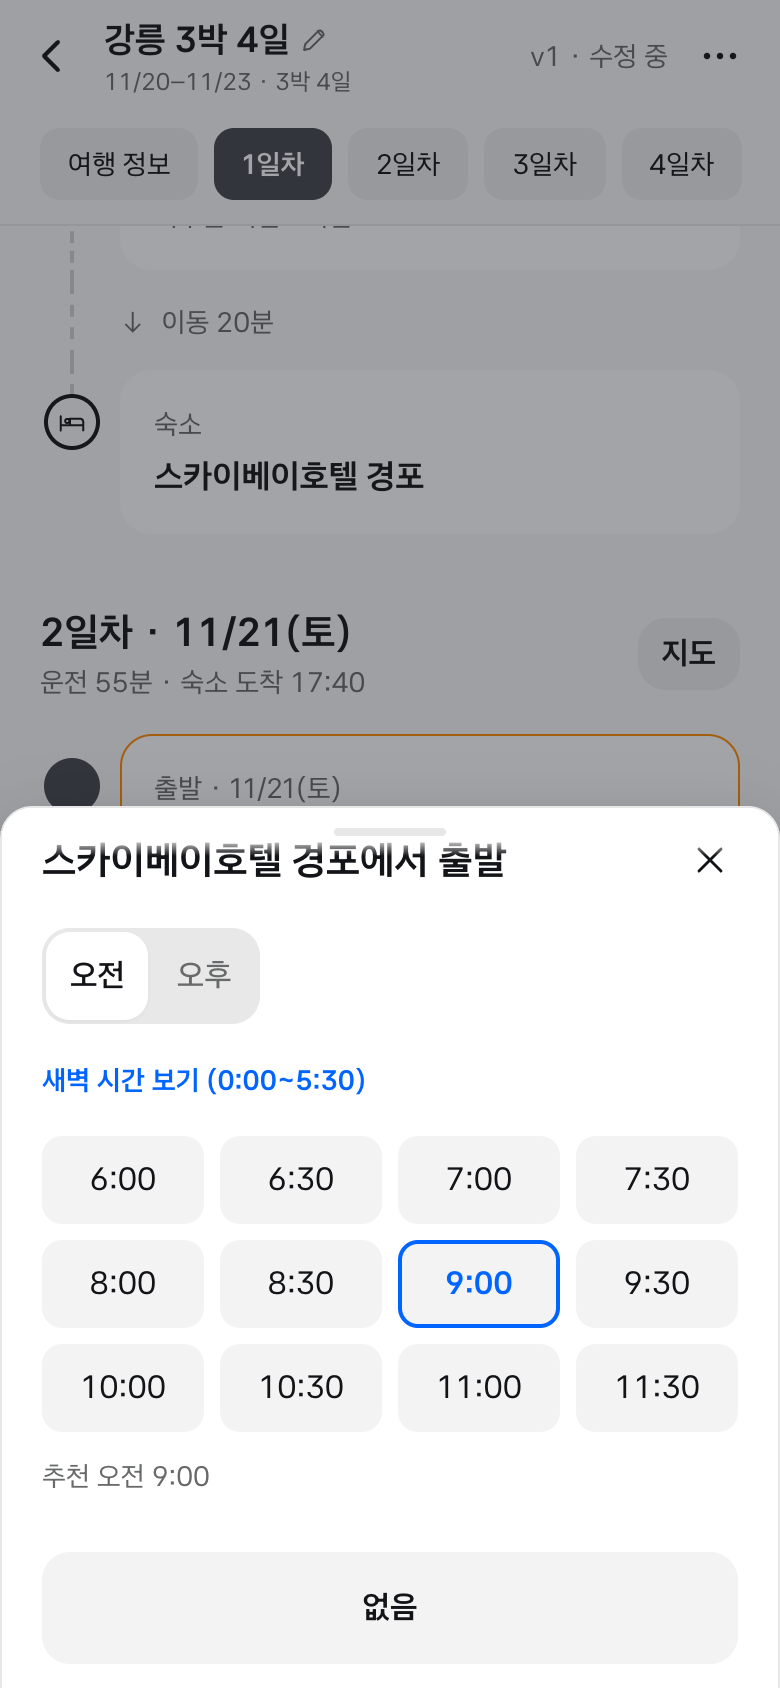 강릉 3박 4일
11/20–11/23 · 3박 4일
v1 · 수정 중
여행 정보
1일차
2일차
3일차
4일차
이동 20분
숙소
스카이베이호텔 경포
2일차 · 11/21(토)
운전 55분 · 숙소 도착 17:40
지도
출발 · 11/21(토)
스카이베이호텔 경포에서 출발
오전
오후
새벽 시간 보기 (0:00~5:30)
6:00
6:30
7:00
7:30
8:00
8:30
9:00
9:30
10:00
10:30
11:00
11:30
추천 오전 9:00
없음